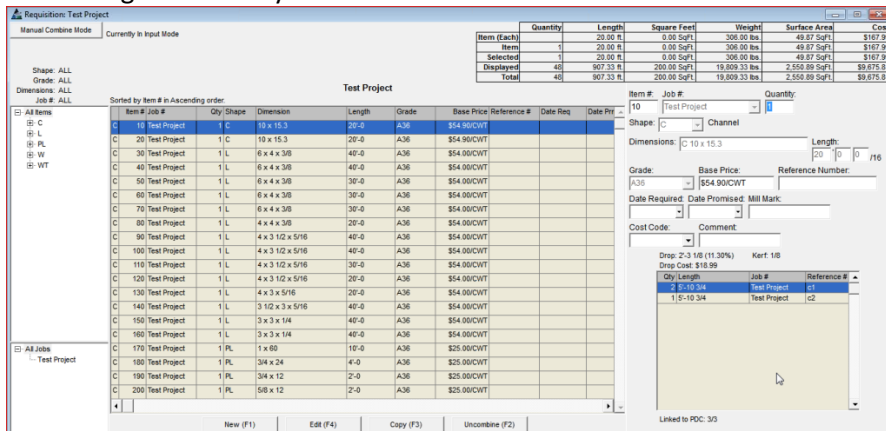 Requisition: Test Project
Manual Combine Mode
Currently In Input Mode
Quantity Length Square Feet Weight Surface Area Cos
Item (Each) 20.00 ft. 0.00 SqFt. 306.00 lbs. 49.87 SqFt. $167.9
Item 1 20.00 ft. 0.00 SqFt. 306.00 lbs. 49.87 SqFt. $167.9
Selected 1 20.00 ft. 0.00 SqFt. 306.00 lbs. 49.87 SqFt. $167.9
Displayed 48 907.33 ft. 200.00 SqFt. 19,809.33 lbs. 2,550.89 SqFt. $9,675.8
Total 48 907.33 ft. 200.00 SqFt. 19,809.33 lbs. 2,550.89 SqFt. $9,675.8
Shape: ALL
Grade: ALL
Dimensions: ALL
Job #: ALL
Test Project
Sorted by Item # in Ascending order.
All Items
C
L
PL
W
WT
Item # Job # Qty Shape Dimension Length Grade Base Price Reference # Date Req Date Prr
C 10 Test Project 1 C 10 x 15.3 20'-0 A36 $54.90/CWT
C 20 Test Project 1 C 10 x 15.3 20'-0 A36 $54.90/CWT
C 30 Test Project 1 L 6 x 4 x 3/8 40'-0 A36 $54.00/CWT
C 40 Test Project 1 L 6 x 4 x 3/8 40'-0 A36 $54.00/CWT
C 50 Test Project 1 L 6 x 4 x 3/8 30'-0 A36 $54.00/CWT
C 60 Test Project 1 L 6 x 4 x 3/8 30'-0 A36 $54.00/CWT
C 70 Test Project 1 L 4 x 4 x 3/8 30'-0 A36 $54.00/CWT
C 80 Test Project 1 L 4 x 4 x 3/8 20'-0 A36 $54.00/CWT
C 90 Test Project 1 L 4 x 3 1/2 x 5/16 40'-0 A36 $54.00/CWT
C 100 Test Project 1 L 4 x 3 1/2 x 5/16 40'-0 A36 $54.00/CWT
C 110 Test Project 1 L 4 x 3 1/2 x 5/16 30'-0 A36 $54.00/CWT
C 120 Test Project 1 L 4 x 3 1/2 x 5/16 20'-0 A36 $54.00/CWT
C 130 Test Project 1 L 4 x 3 x 5/16 20'-0 A36 $54.00/CWT
C 140 Test Project 1 L 3 1/2 x 3 x 5/16 40'-0 A36 $54.00/CWT
C 150 Test Project 1 L 3 x 3 x 1/4 40'-0 A36 $54.00/CWT
C 160 Test Project 1 L 3 x 3 x 1/4 40'-0 A36 $54.00/CWT
C 170 Test Project 1 PL 1 x 60 10'-0 A36 $25.00/CWT
C 180 Test Project 1 PL 3/4 x 24 4'-0 A36 $25.00/CWT
C 190 Test Project 1 PL 3/4 x 12 2'-0 A36 $25.00/CWT
C 200 Test Project 1 PL 5/8 x 12 2'-0 A36 $25.00/CWT
All Jobs
Test Project
New (F1) Edit (F4) Copy (F3) Uncombine (F2)
Item #: Job #: Quantity:
10 Test Project 1
Shape: C Channel
Dimensions: C 10 x 15.3 Length:
20 ' 0 0 /16
Grade: Base Price: Reference Number:
A36 $54.90/CWT
Date Required: Date Promised: Mill Mark:
Cost Code: Comment:
Drop: 2'-3 1/8 (11.30%) Kerf: 1/8
Drop Cost: $18.99
Qty Length Job # Reference #
2 5'-10 3/4 Test Project c1
1 5'-10 3/4 Test Project c2
Linked to PDC: 3/3